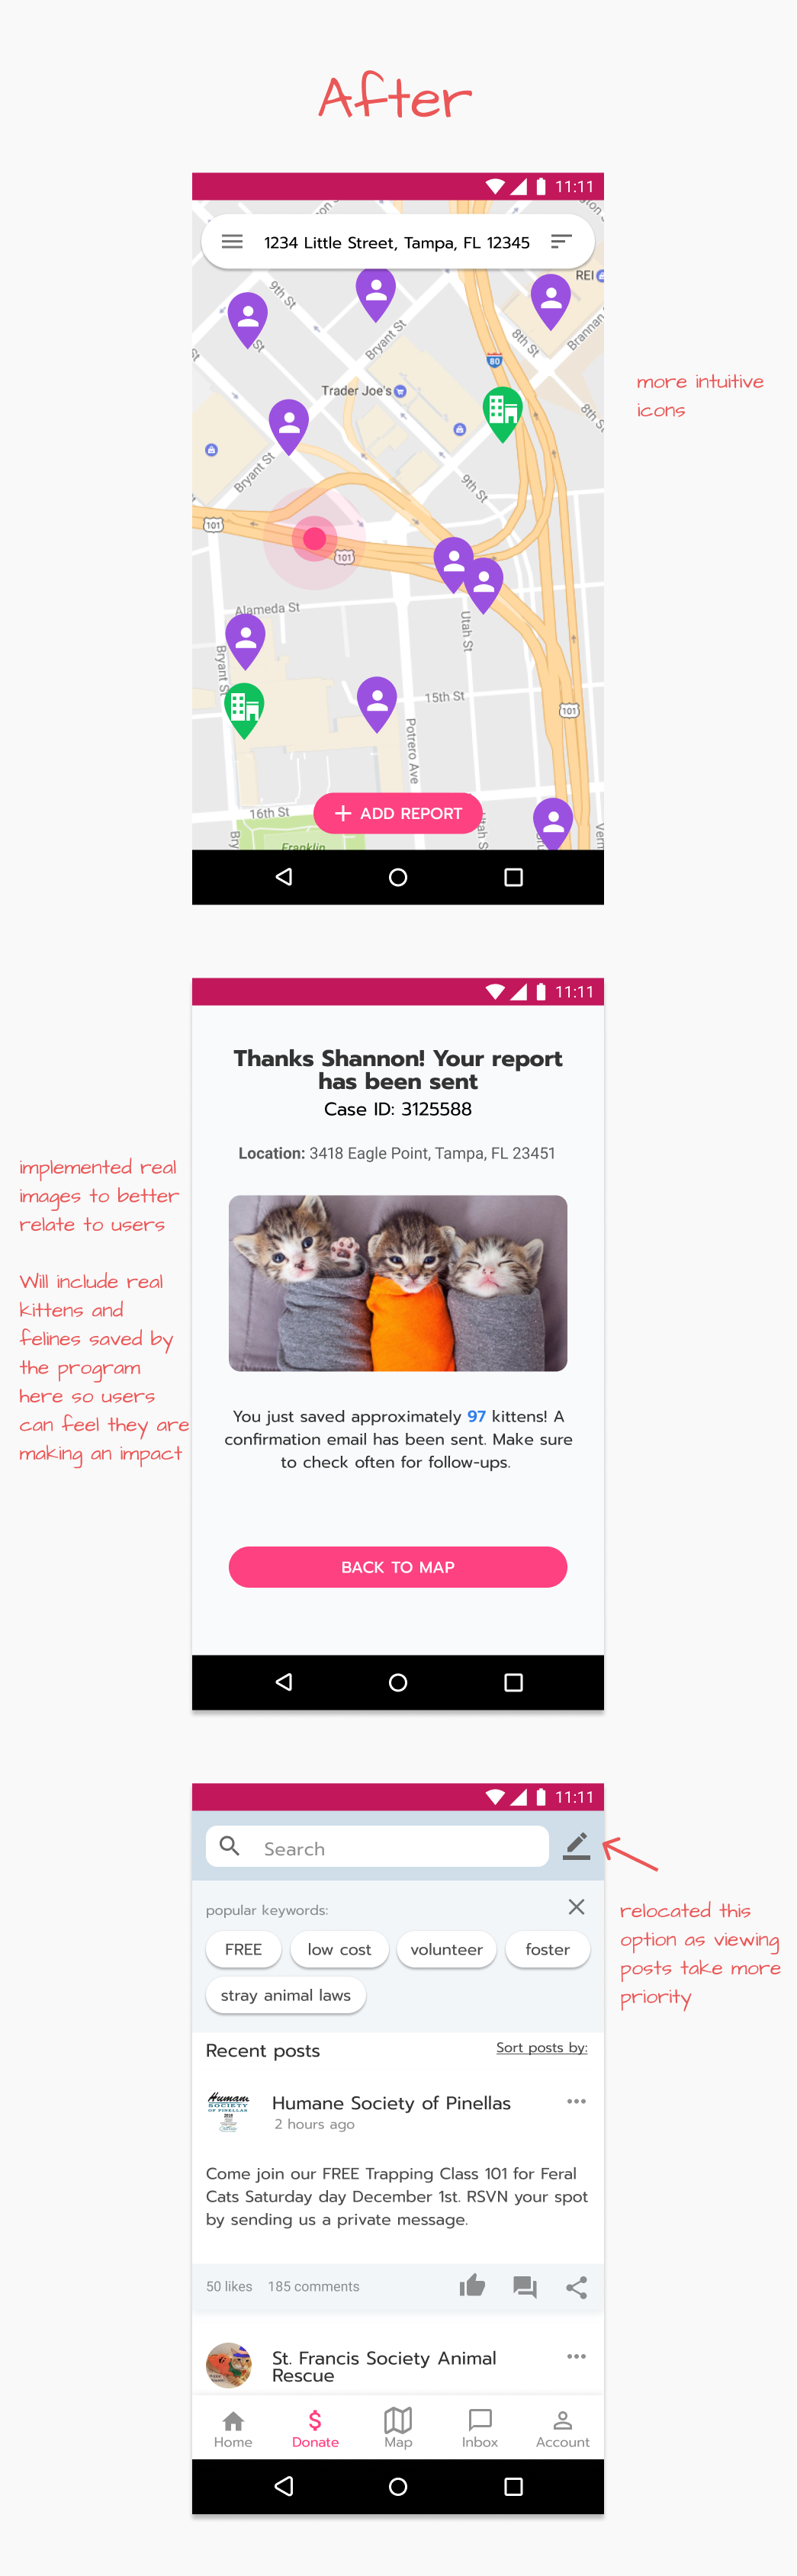 After
11:11
1234 Little Street, Tampa, FL 12345
REI
9th St
Bryant St
8th St
Brannan
80
Trader Joe's
8th S
Bryant St
9th St
101
101
Alameda St
Utah St
Bryant S
15th St
101
Potrero Ave
16th St
+ ADD REPORT
Franklin
more intuitive
icons
11:11
Thanks Shannon! Your report
has been sent
Case ID: 3125588
Location: 3418 Eagle Point, Tampa, FL 23451
You just saved approximately 97 kittens! A
confirmation email has been sent. Make sure
to check often for follow-ups.
BACK TO MAP
implemented real
images to better
relate to users
Will include real
kittens and
felines saved by
the program
here so users
can feel they are
making an impact
11:11
Search
popular keywords:
FREE
low cost
volunteer
foster
stray animal laws
Recent posts
Sort posts by:
Humane Society of Pinellas
2 hours ago
Come join our FREE Trapping Class 101 for Feral
Cats Saturday day December 1st. RSVN your spot
by sending us a private message.
50 likes 185 comments
St. Francis Society Animal
Rescue
Home
Donate
Map
Inbox
Account
relocated this
option as viewing
posts take more
priority